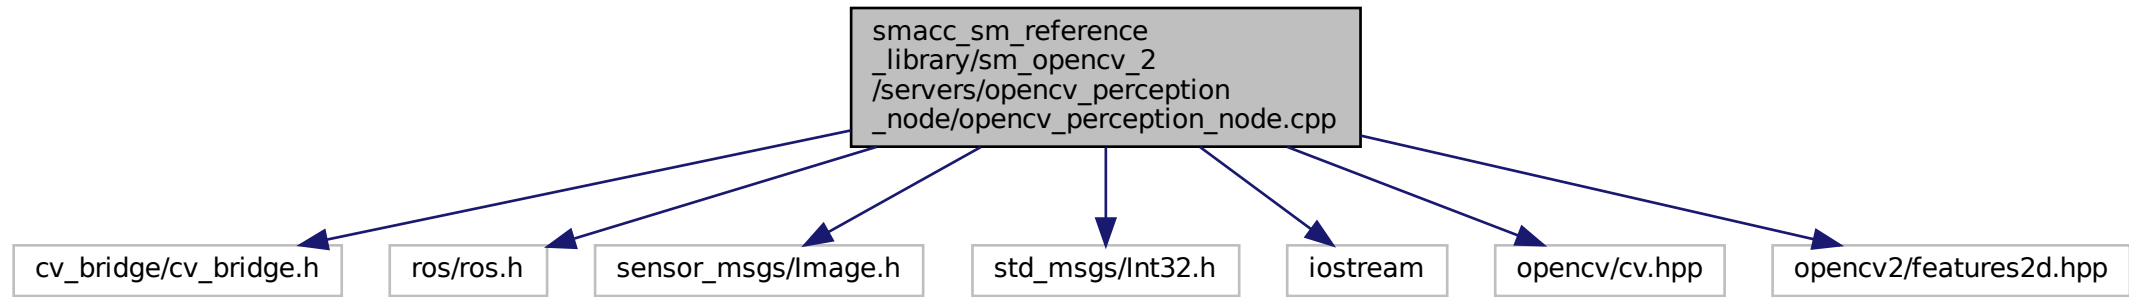 smacc_sm_reference
_library/sm_opencv_2
/servers/opencv_perception
_node/opencv_perception_node.cpp
cv_bridge/cv_bridge.h
ros/ros.h
sensor_msgs/Image.h
std_msgs/Int32.h
iostream
opencv/cv.hpp
opencv2/features2d.hpp